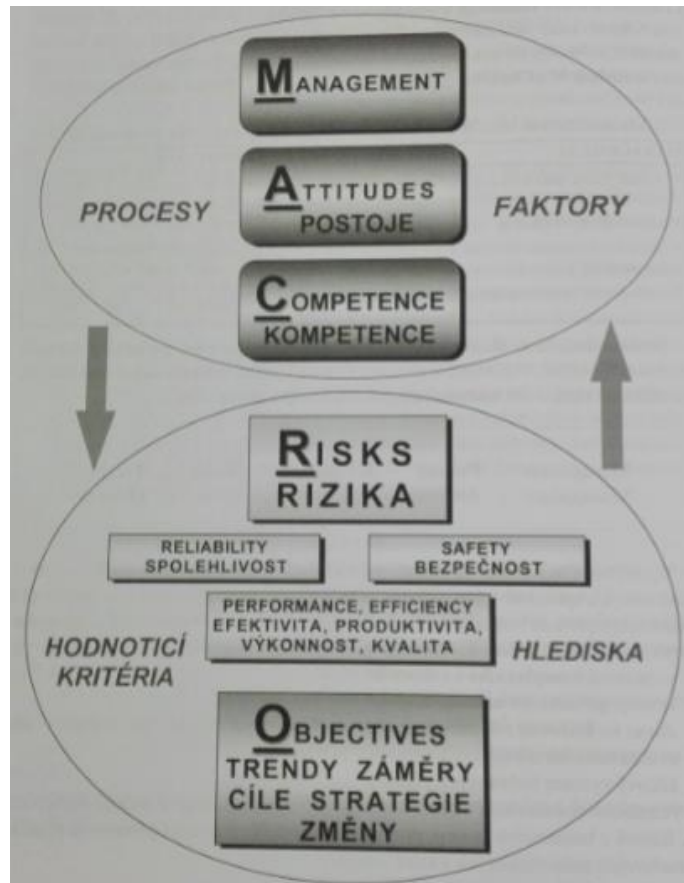 MANAGEMENT
ATTITUDES
POSTOJE
PROCESY
FAKTORY
COMPETENCE
KOMPETENCE
RISKS
RIZIKA
RELIABILITY
SPOLEHLIVOST
SAFETY
BEZPEČNOST
PERFORMANCE, EFFICIENCY
EFEKTIVITA, PRODUKTIVITA,
VÝKONNOST, KVALITA
HODNOTICÍ
KRITÉRIA
HLEDISKA
OBJECTIVES
TRENDY ZÁMĚRY
CÍLE STRATEGIE
ZMĚNY